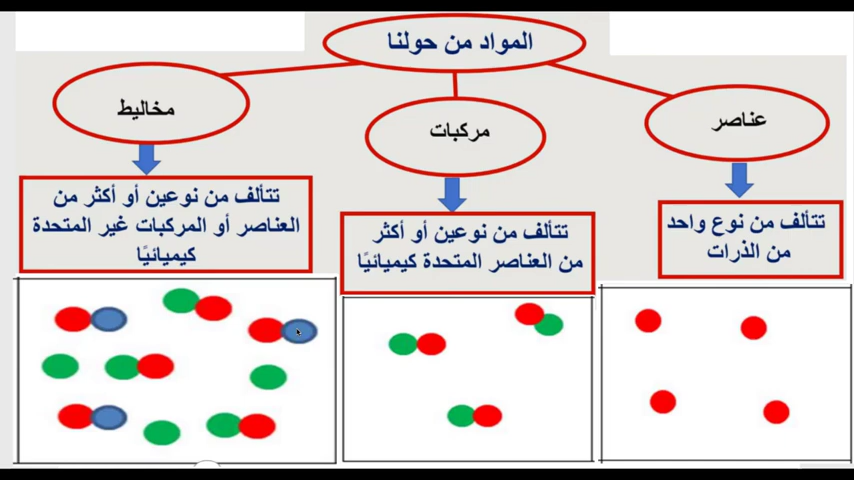 المواد من حولنا
عناصر
تتألف من نوع واحد
من الذرات
مركبات
تتألف من نوعين أو أكثر
من العناصر المتحدة كيميائيًا
مخاليط
تتألف من نوعين أو أكثر من
العناصر أو المركبات غير المتحدة
كيميائيًا